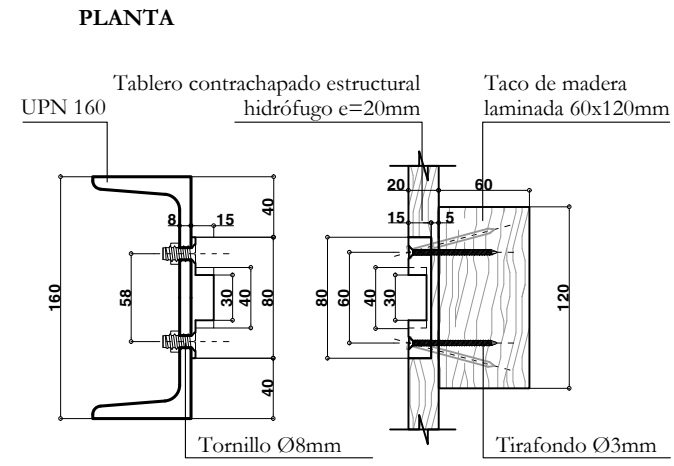 PLANTA
Tablero contrachapado estructural
hidrófugo e=20mm
UPN 160
Taco de madera
laminada 60x120mm
20
60
8
15
40
15
5
160
58
30
40
80
80
60
40
30
120
40
Tornillo Ø8mm
Tirafondo Ø3mm